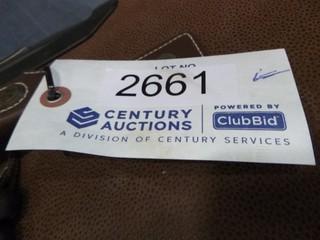 LOT NO.
2661
CENTURY AUCTIONS
POWERED BY
ClubBid
A DIVISION OF CENTURY SERVICES